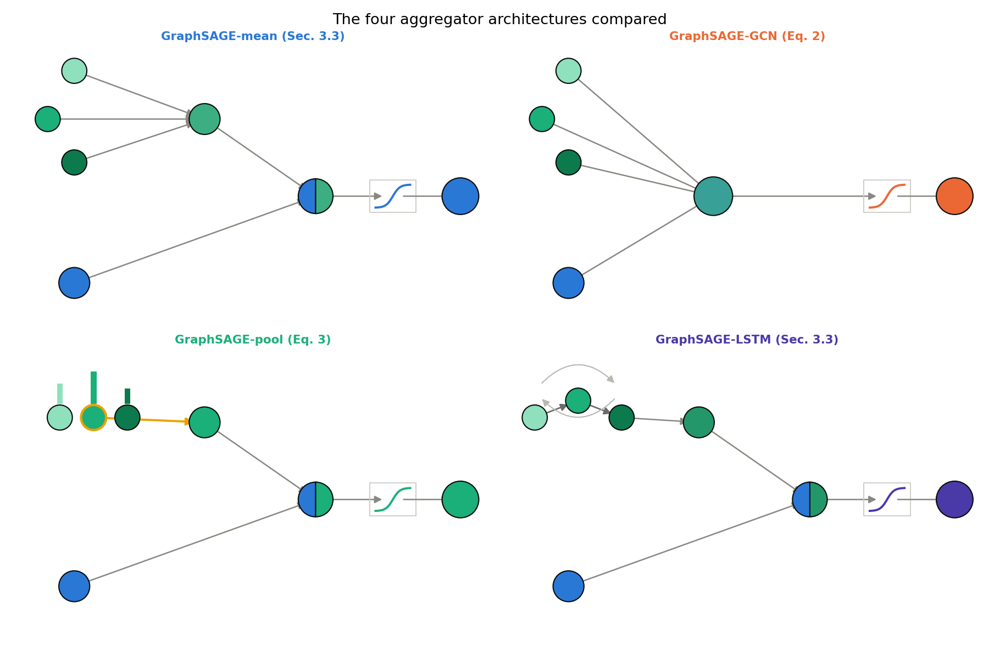 The four aggregator architectures compared
GraphSAGE-mean (Sec. 3.3)
GraphSAGE-GCN (Eq. 2)
GraphSAGE-pool (Eq. 3)
GraphSAGE-LSTM (Sec. 3.3)